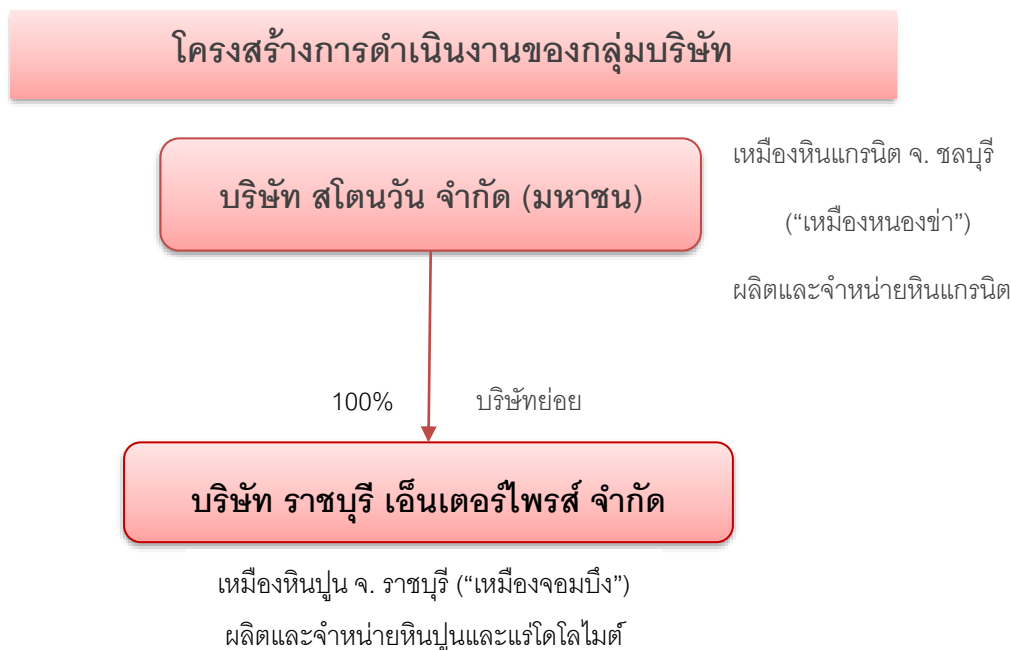 โครงสร้างการดำเนินงานของกลุ่มบริษัท
บริษัท สโตนวัน จำกัด (มหาชน)
เหมืองหินแกรนิต จ. ชลบุรี
(“เหมืองหนองข่า”)
ผลิตและจำหน่ายหินแกรนิต
100% บริษัทย่อย
บริษัท ราชบุรี เอ็นเตอร์ไพรส์ จำกัด
เหมืองหินปูน จ. ราชบุรี (“เหมืองจอมบึง”)
ผลิตและจำหน่ายหินปูนและแร่โดโลไมต์